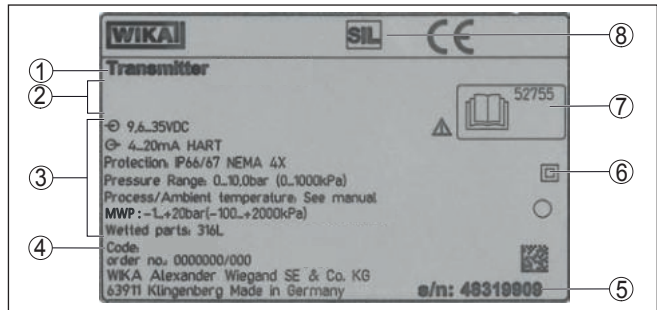 WIKA SIL CE 8
1 Transmitter
2
52755 7
9,6...35VDC
4...20mA HART
Protection: IP66/67 NEMA 4X
3 Pressure Range: 0...10,0bar (0...1000kPa)
6
Process/Ambient temperature: See manual
MWP: -1...+20bar(-100...+2000kPa)
Wetted parts: 316L
4 Code:
order no.: 0000000/000
WIKA Alexander Wiegand SE & Co. KG
63911 Klingenberg Made in Germany s/n: 48319909 5